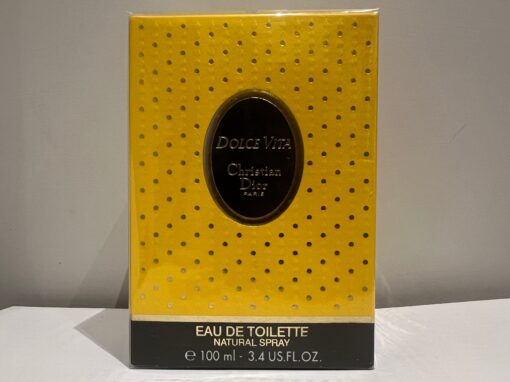 DOLCE VITA
Christian
Dior
PARIS
EAU DE TOILETTE
NATURAL SPRAY
℮ 100 ml - 3.4 US.FL.OZ.